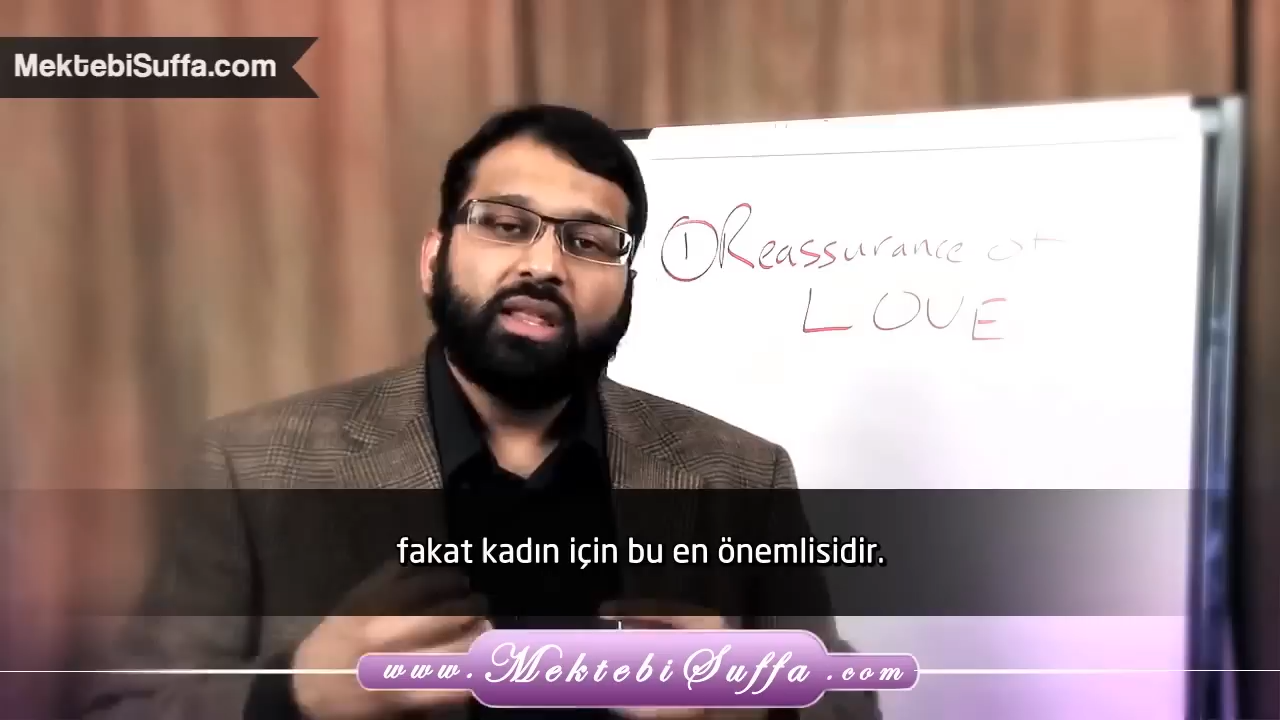 MektebiSuffa.com
① Reassurance of
LOVE
fakat kadın için bu en önemlisidir.
www.MektebiSuffa.com